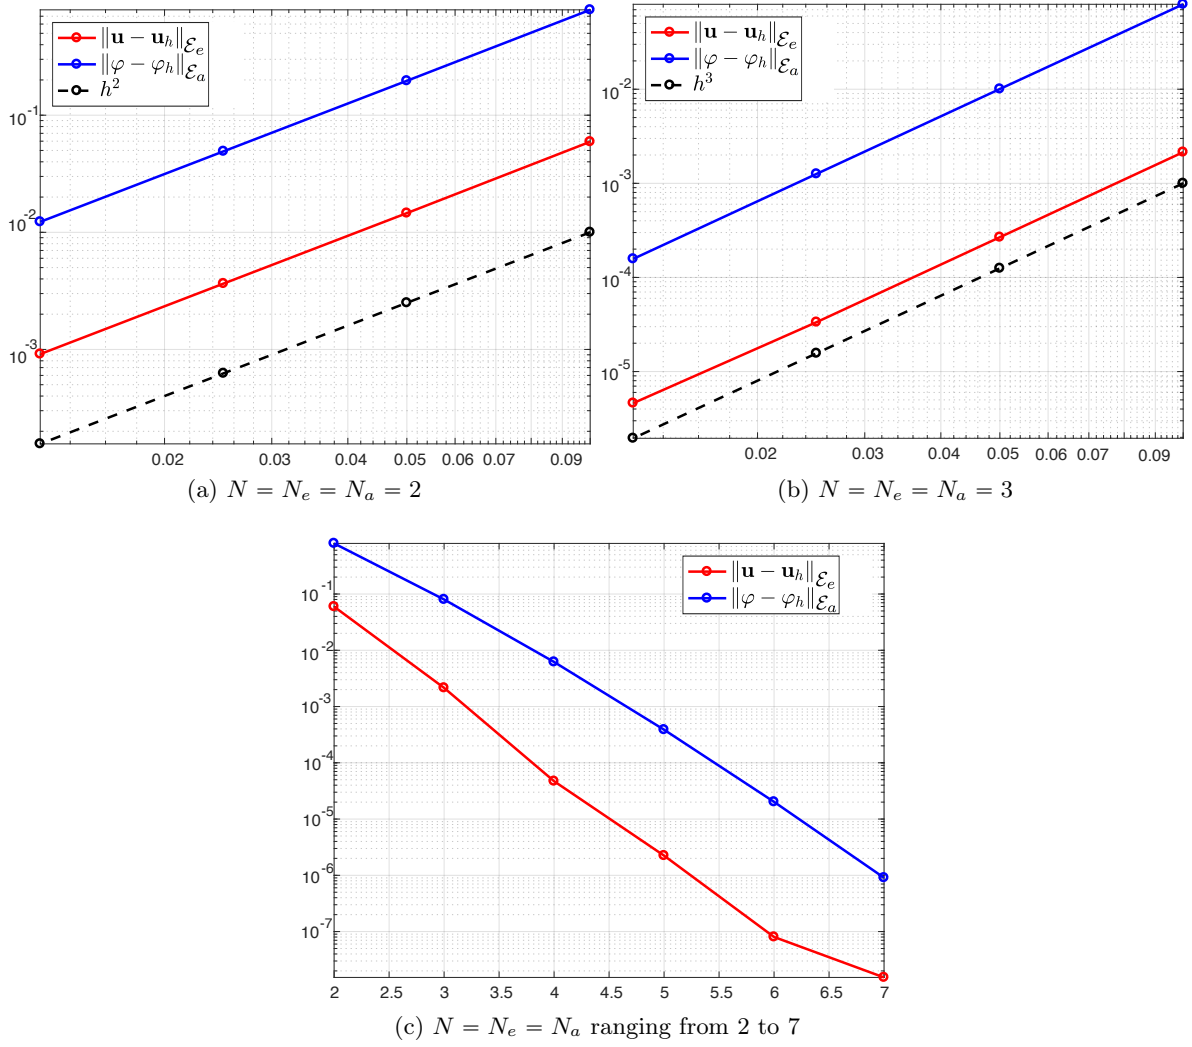 ‖u − u_h‖_{ℰ_e}
‖φ − φ_h‖_{ℰ_a}
h^2
10^-1
10^-2
10^-3
0.02 0.03 0.04 0.05 0.06 0.07 0.09
(a) N = N_e = N_a = 2
‖u − u_h‖_{ℰ_e}
‖φ − φ_h‖_{ℰ_a}
h^3
10^-2
10^-3
10^-4
10^-5
0.02 0.03 0.04 0.05 0.06 0.07 0.09
(b) N = N_e = N_a = 3
‖u − u_h‖_{ℰ_e}
‖φ − φ_h‖_{ℰ_a}
10^-1
10^-2
10^-3
10^-4
10^-5
10^-6
10^-7
2 2.5 3 3.5 4 4.5 5 5.5 6 6.5 7
(c) N = N_e = N_a ranging from 2 to 7